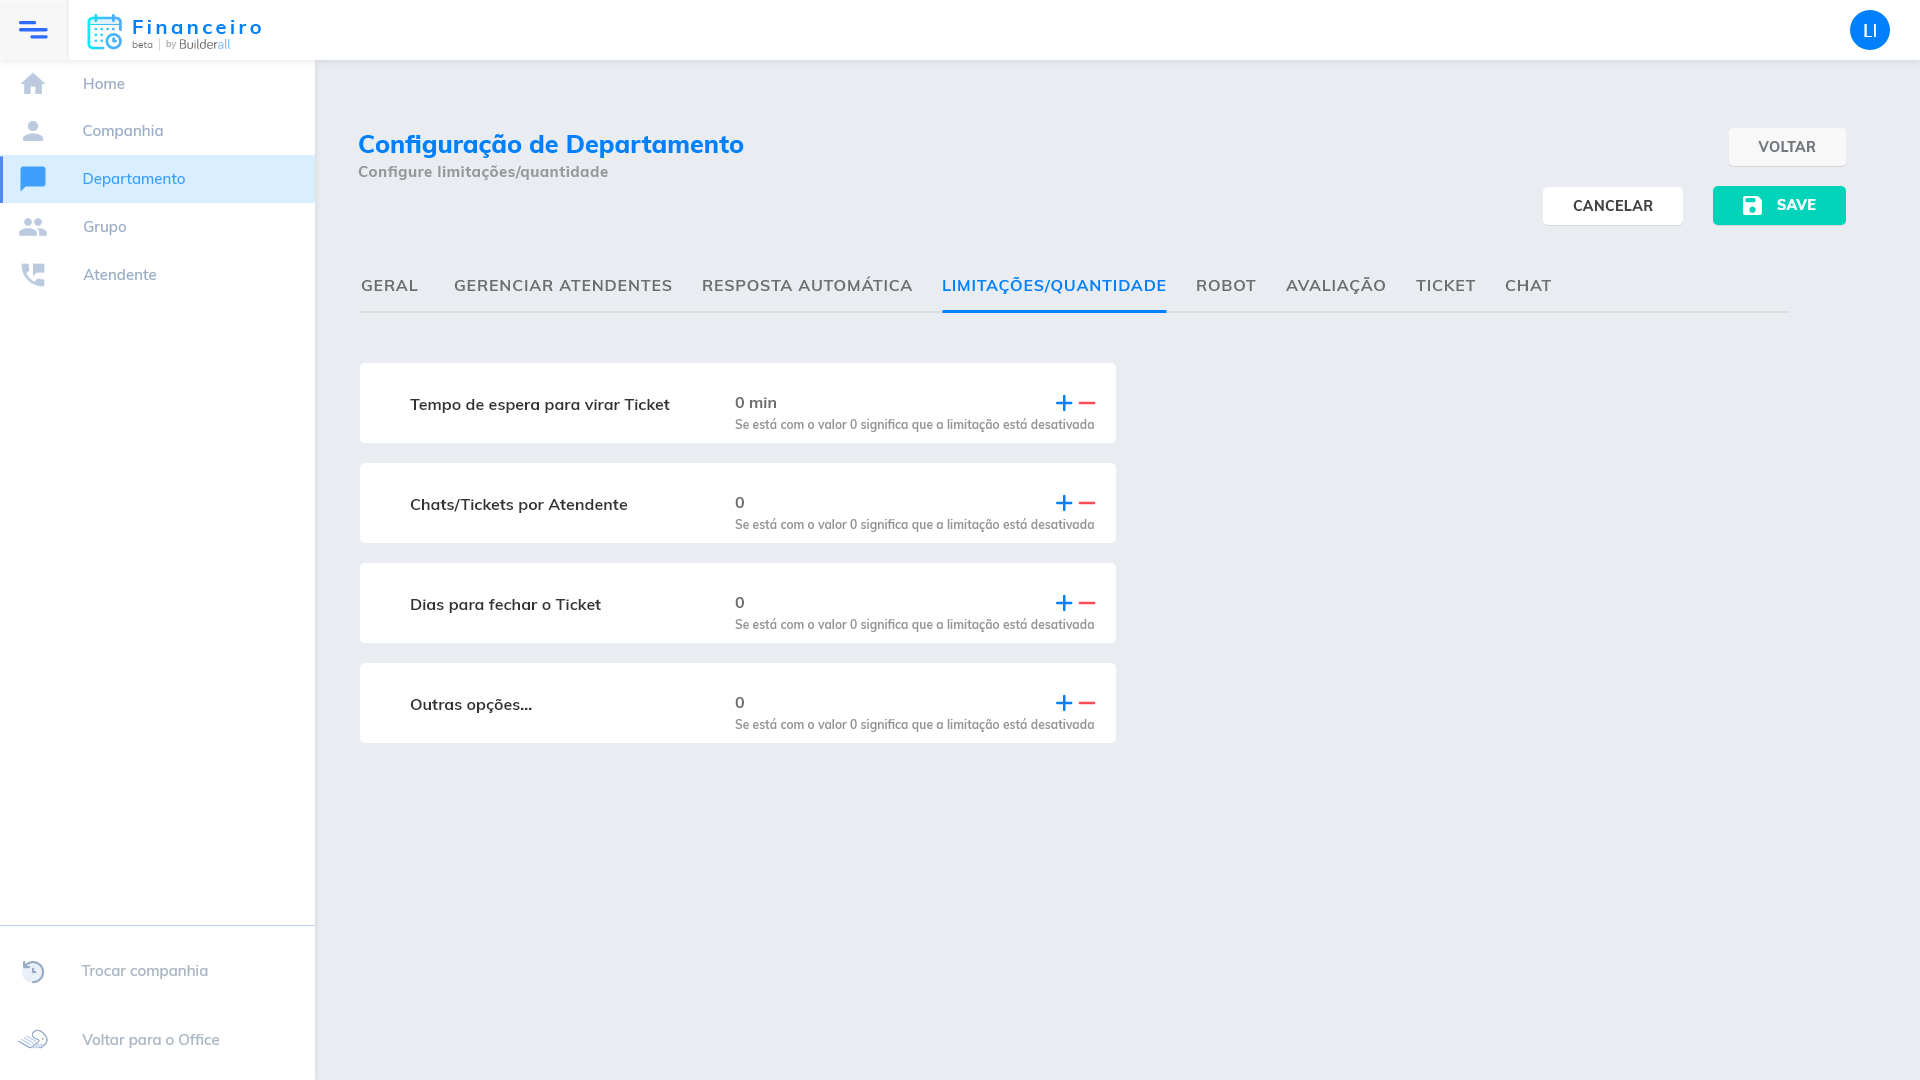 Financeiro
beta | by Builderall
LI
Home
Companhia
Departamento
Grupo
Atendente
Trocar companhia
Voltar para o Office
Configuração de Departamento
Configure limitações/quantidade
VOLTAR
CANCELAR
SAVE
GERAL GERENCIAR ATENDENTES RESPOSTA AUTOMÁTICA LIMITAÇÕES/QUANTIDADE ROBOT AVALIAÇÃO TICKET CHAT
Tempo de espera para virar Ticket
0 min
Se está com o valor 0 significa que a limitação está desativada
Chats/Tickets por Atendente
0
Se está com o valor 0 significa que a limitação está desativada
Dias para fechar o Ticket
0
Se está com o valor 0 significa que a limitação está desativada
Outras opções...
0
Se está com o valor 0 significa que a limitação está desativada